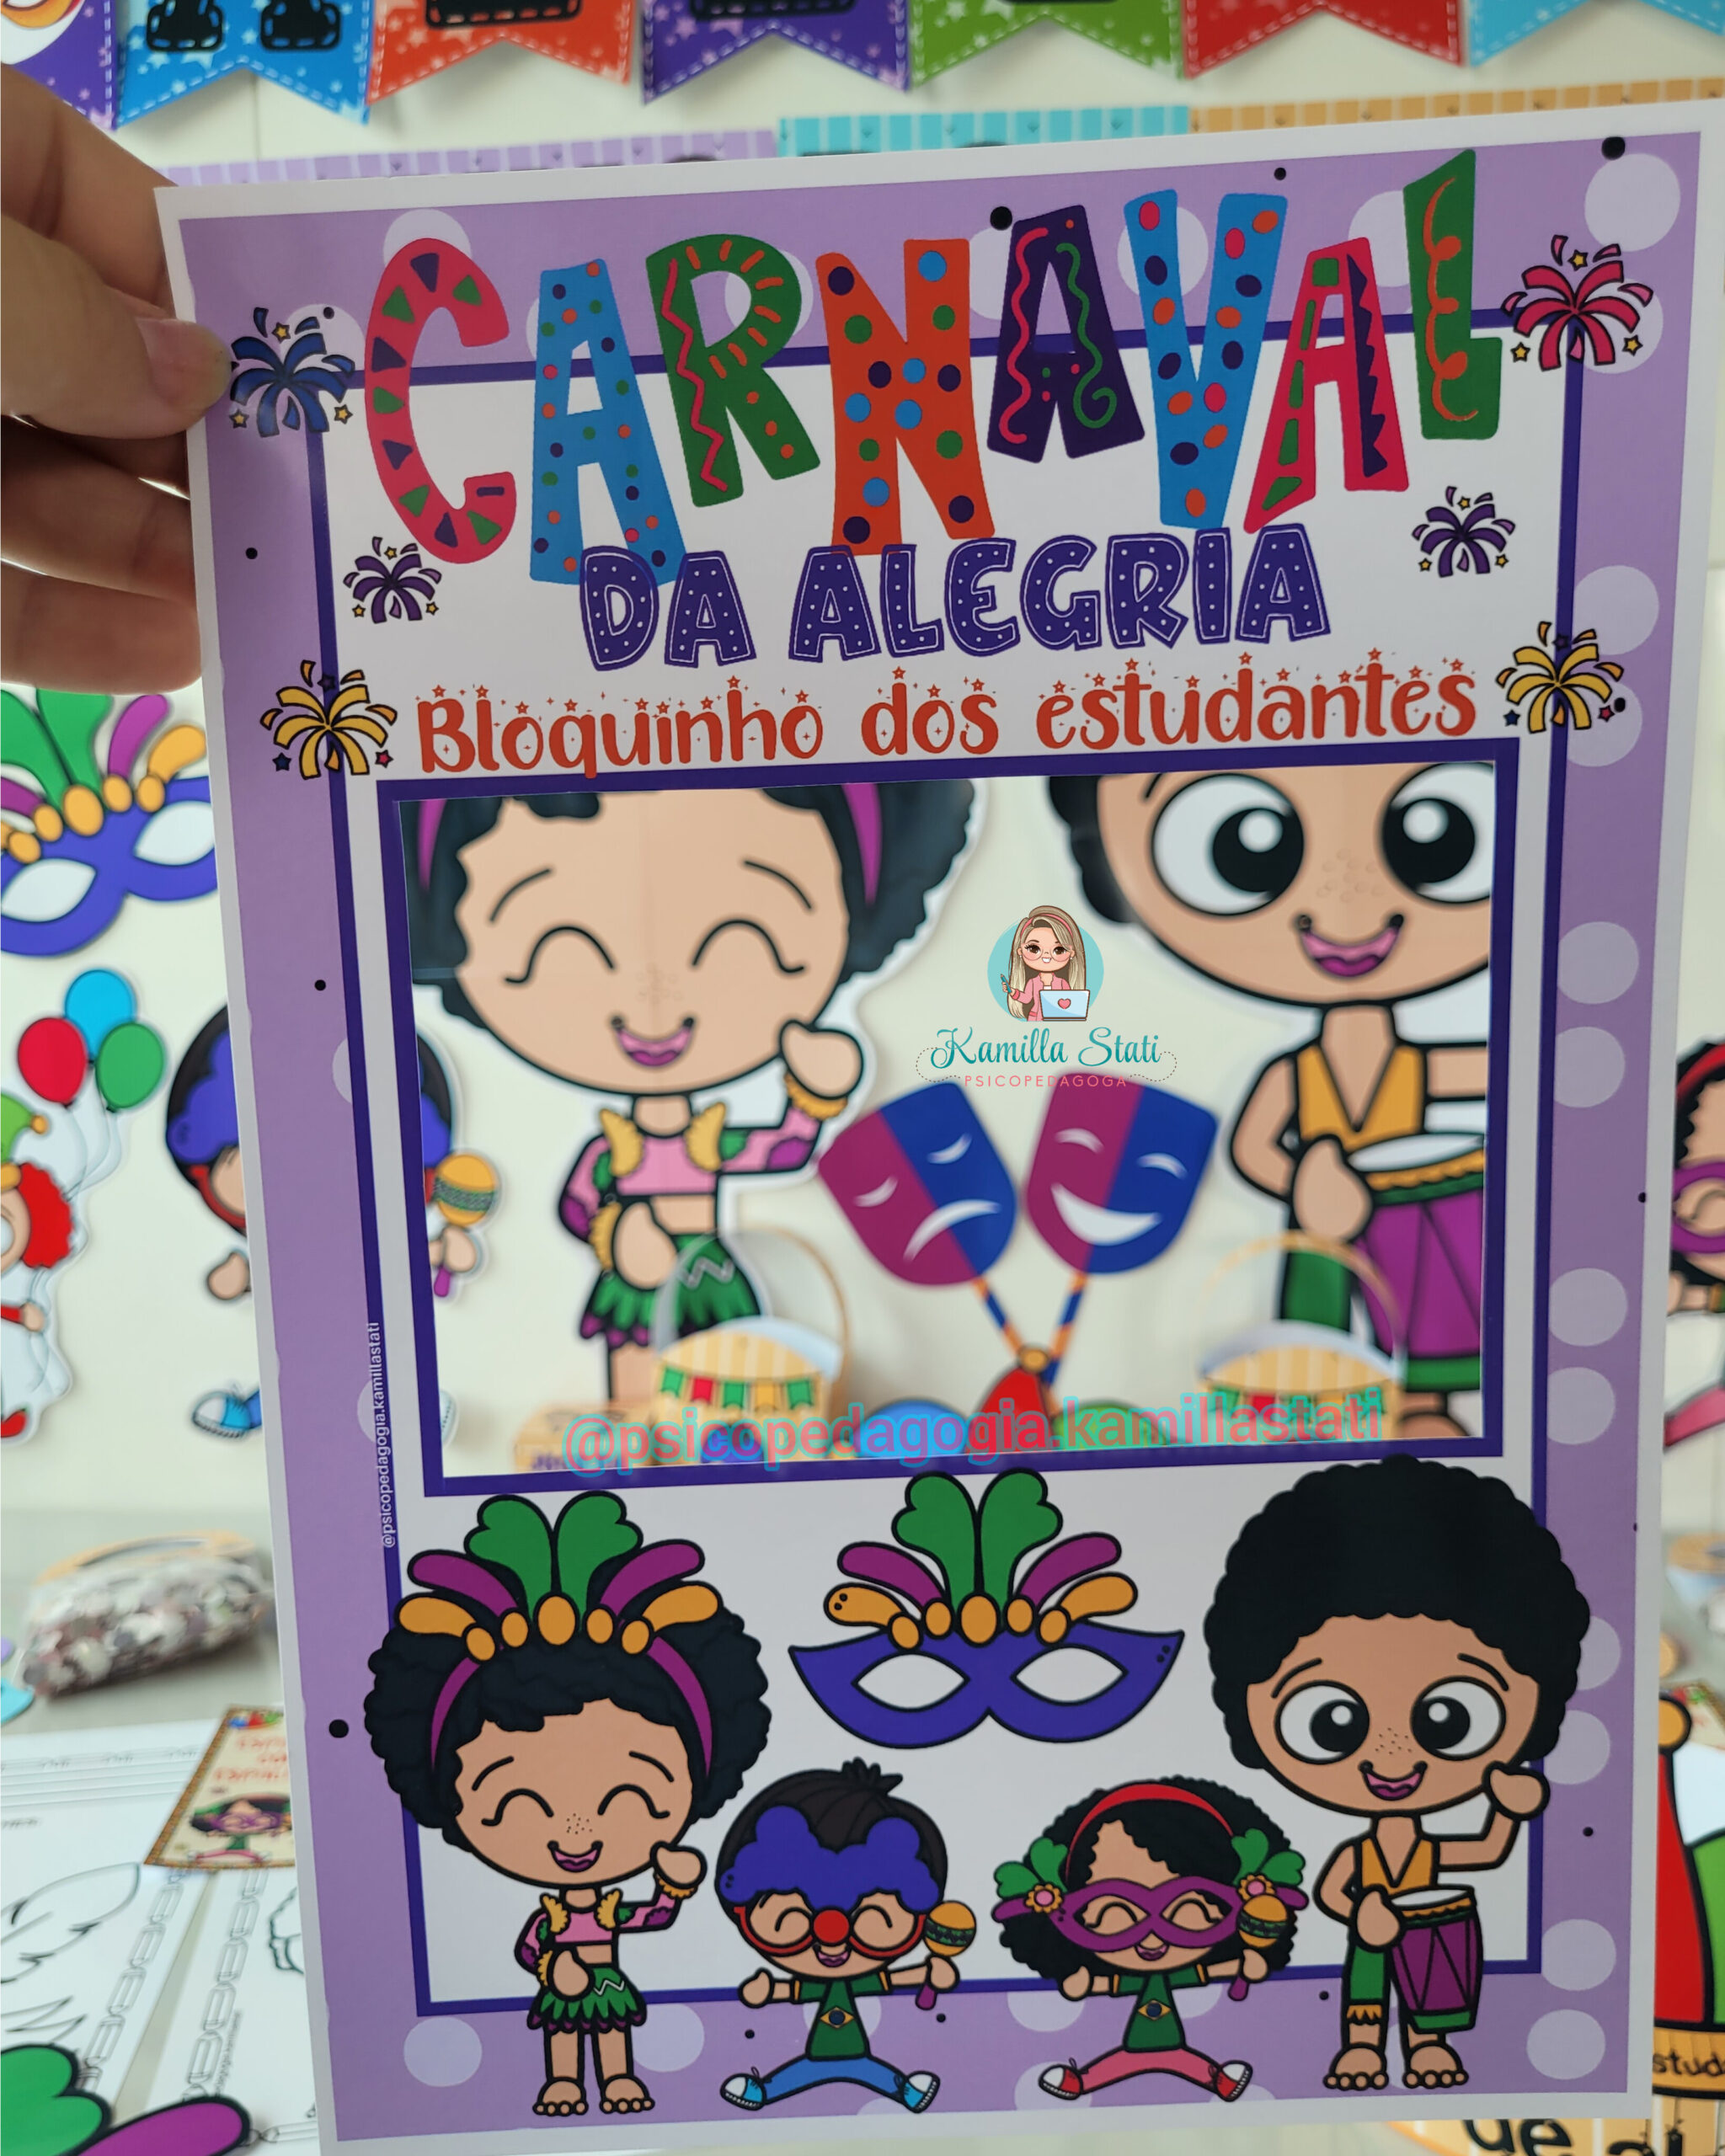 CARNAVAL
DA ALEGRIA
Bloquinho dos estudantes
Kamilla Stati
PSICOPEDAGOGA
@psicopedagogia.kamillastati
@psicopedagogia.kamillastati